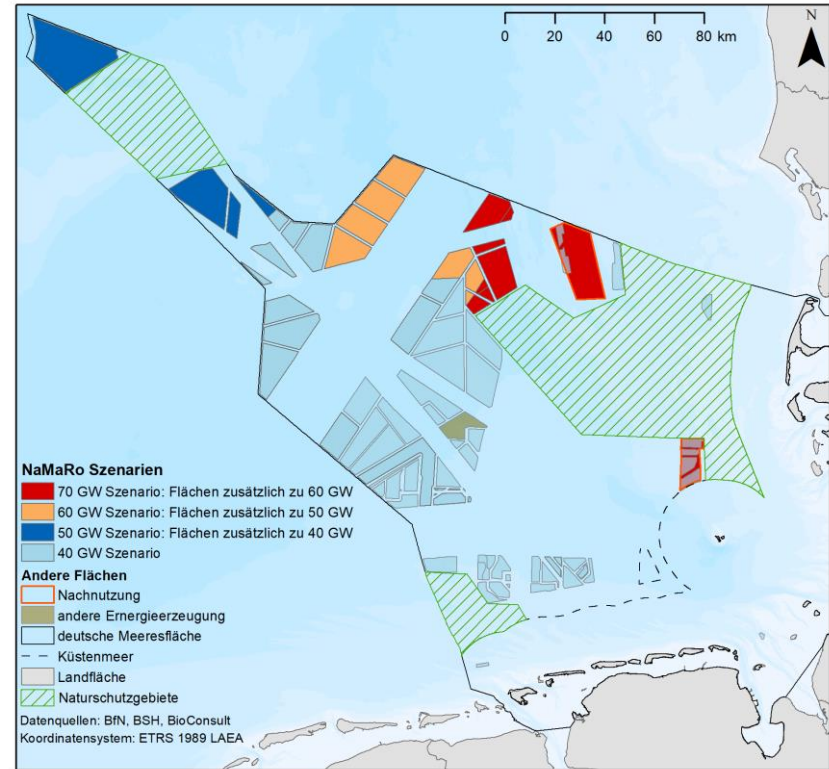 N
0 20 40 60 80 km
NaMaRo Szenarien
70 GW Szenario: Flächen zusätzlich zu 60 GW
60 GW Szenario: Flächen zusätzlich zu 50 GW
50 GW Szenario: Flächen zusätzlich zu 40 GW
40 GW Szenario
Andere Flächen
Nachnutzung
andere Ernergieerzeugung
deutsche Meeresfläche
Küstenmeer
Landfläche
Naturschutzgebiete
Datenquellen: BfN, BSH, BioConsult
Koordinatensystem: ETRS 1989 LAEA